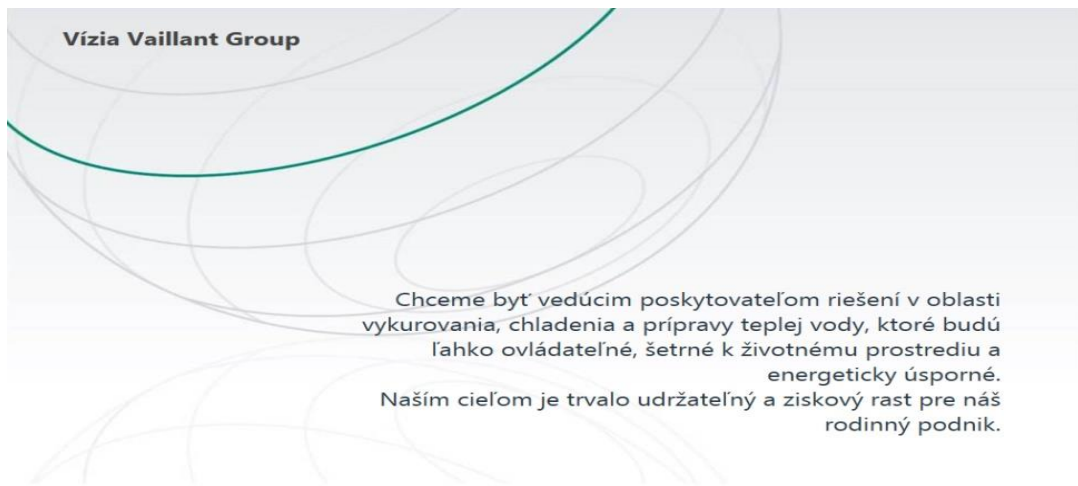 Vízia Vaillant Group
Chceme byť vedúcim poskytovateľom riešení v oblasti
vykurovania, chladenia a prípravy teplej vody, ktoré budú
ľahko ovládateľné, šetrné k životnému prostrediu a
energeticky úsporné.
Naším cieľom je trvalo udržateľný a ziskový rast pre náš
rodinný podnik.